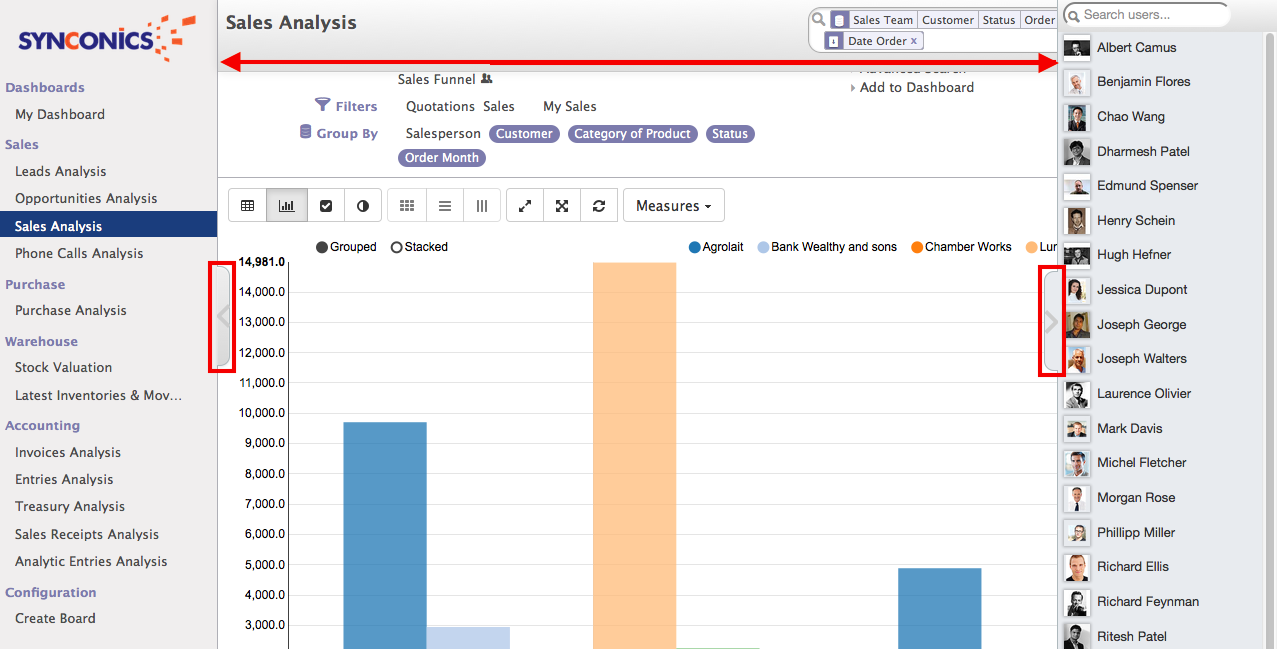 SYNCONICS
Dashboards
My Dashboard
Sales
Leads Analysis
Opportunities Analysis
Sales Analysis
Phone Calls Analysis
Purchase
Purchase Analysis
Warehouse
Stock Valuation
Latest Inventories & Mov...
Accounting
Invoices Analysis
Entries Analysis
Treasury Analysis
Sales Receipts Analysis
Analytic Entries Analysis
Configuration
Create Board
Sales Analysis
Sales Team Customer Status Order
Date Order x
Sales Funnel
Advanced Search
Add to Dashboard
Filters Quotations Sales My Sales
Group By Salesperson Customer Category of Product Status
Order Month
Measures
Grouped Stacked Agrolait Bank Wealthy and sons Chamber Works Lur
14,981.0
14,000.0
13,000.0
12,000.0
11,000.0
10,000.0
9,000.0
8,000.0
7,000.0
6,000.0
5,000.0
4,000.0
3,000.0
Search users...
Albert Camus
Benjamin Flores
Chao Wang
Dharmesh Patel
Edmund Spenser
Henry Schein
Hugh Hefner
Jessica Dupont
Joseph George
Joseph Walters
Laurence Olivier
Mark Davis
Michel Fletcher
Morgan Rose
Phillipp Miller
Richard Ellis
Richard Feynman
Ritesh Patel